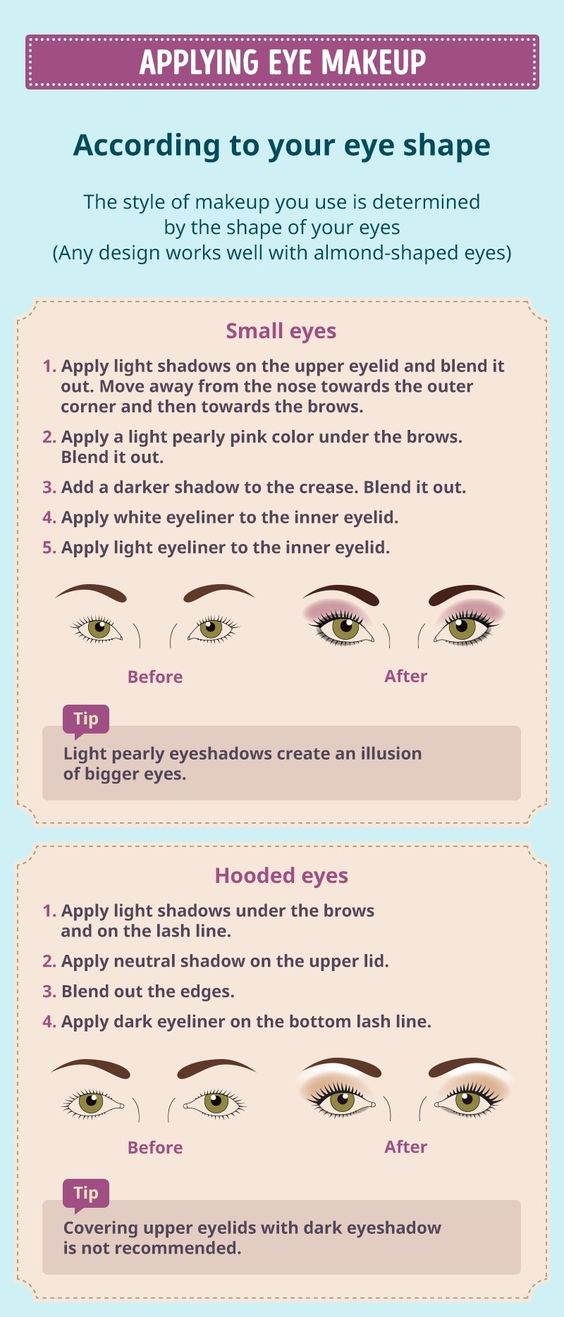 APPLYING EYE MAKEUP
According to your eye shape
The style of makeup you use is determined
by the shape of your eyes
(Any design works well with almond-shaped eyes)
Small eyes
1. Apply light shadows on the upper eyelid and blend it
out. Move away from the nose towards the outer
corner and then towards the brows.
2. Apply a light pearly pink color under the brows.
Blend it out.
3. Add a darker shadow to the crease. Blend it out.
4. Apply white eyeliner to the inner eyelid.
5. Apply light eyeliner to the inner eyelid.
Before
After
Tip
Light pearly eyeshadows create an illusion
of bigger eyes.
Hooded eyes
1. Apply light shadows under the brows
and on the lash line.
2. Apply neutral shadow on the upper lid.
3. Blend out the edges.
4. Apply dark eyeliner on the bottom lash line.
Before
After
Tip
Covering upper eyelids with dark eyeshadow
is not recommended.